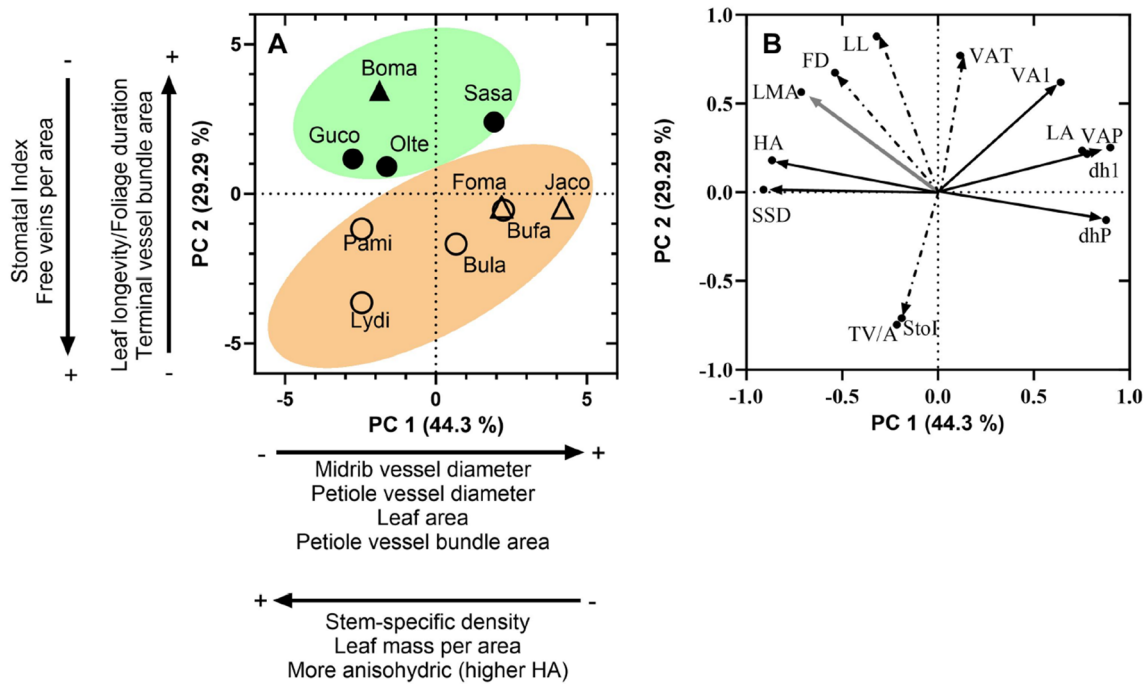 A
5
0
-5
-5
0
5
PC 2 (29.29 %)
PC 1 (44.3 %)
Boma
Sasa
Guco
Olte
Foma
Jaco
Bufa
Pami
Bula
Lydi
-
+
Stomatal Index
Free veins per area
+
-
Leaf longevity/Foliage duration
Terminal vessel bundle area
- +
Midrib vessel diameter
Petiole vessel diameter
Leaf area
Petiole vessel bundle area
+ -
Stem-specific density
Leaf mass per area
More anisohydric (higher HA)
B
1.0
0.5
0.0
-0.5
-1.0
-1.0
-0.5
0.0
0.5
1.0
PC 2 (29.29 %)
PC 1 (44.3 %)
LL
VAT
FD
VA1
LMA
LA
VAP
HA
dh1
SSD
dhP
TV/A
StoI